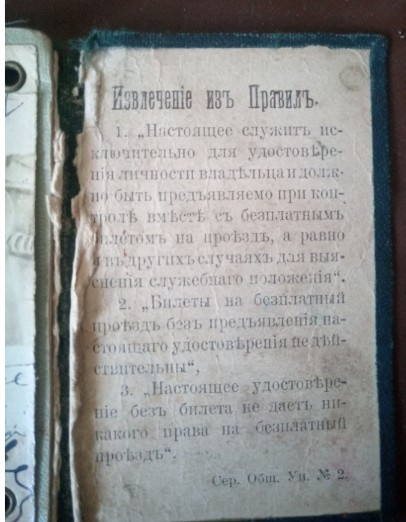 Извлеченіе изъ Правилъ.
1. „Настоящее служитъ ис-
ключительно для удостовѣре-
нія личности владѣльца и долж-
но быть предъявляемо при кон-
тролѣ вмѣстѣ съ безплатнымъ
билетомъ на проѣздъ, а равно
и въ другихъ случаяхъ для выя-
сненія служебнаго положенія“.
2. „Билеты на безплатный
проѣздъ безъ предъявленія на-
стоящаго удостовѣренія не дѣй-
ствительны“,
3. „Настоящее удостовѣре-
ніе безъ билета не даетъ ни-
какого права на безплатный
проѣздъ“.
Сер. Общ. Уп. № 2.